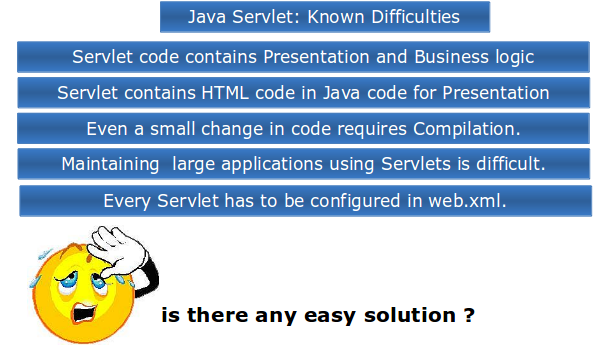 Java Servlet: Known Difficulties
Servlet code contains Presentation and Business logic
Servlet contains HTML code in Java code for Presentation
Even a small change in code requires Compilation.
Maintaining  large applications using Servlets is difficult.
Every Servlet has to be configured in web.xml.
is there any easy solution ?